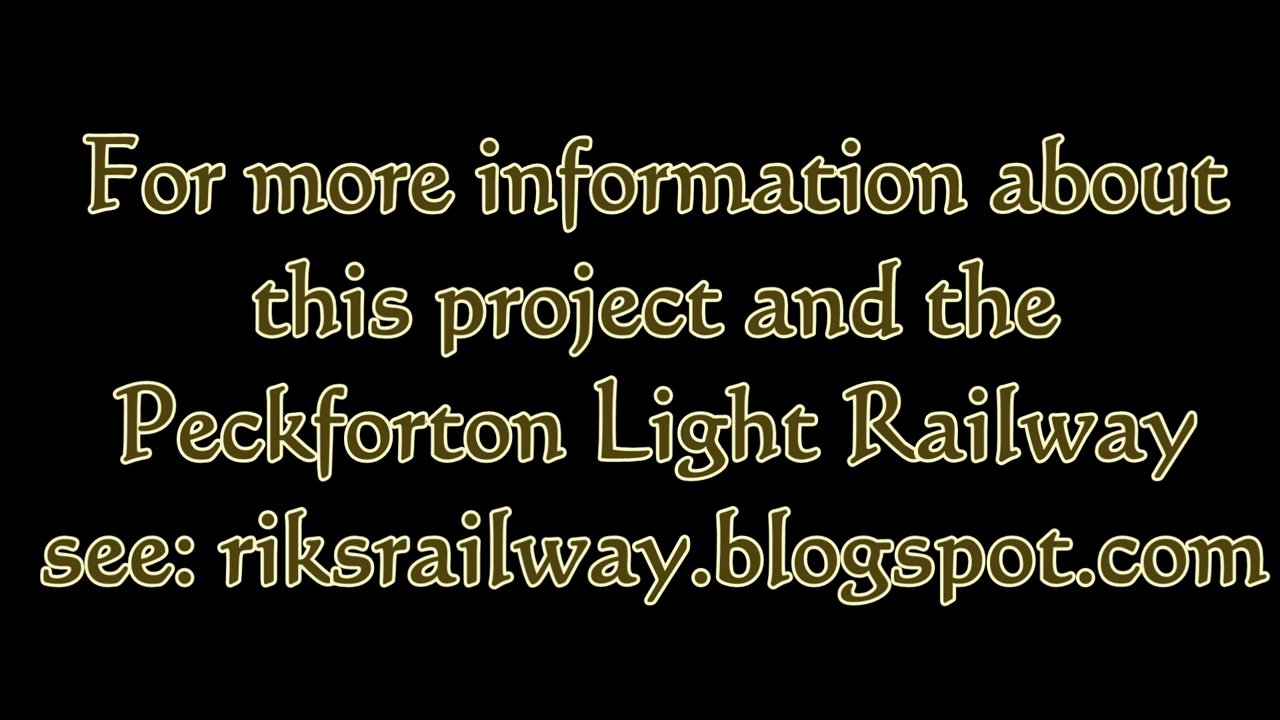 For more information about
this project and the
Peckforton Light Railway
see: riksrailway.blogspot.com